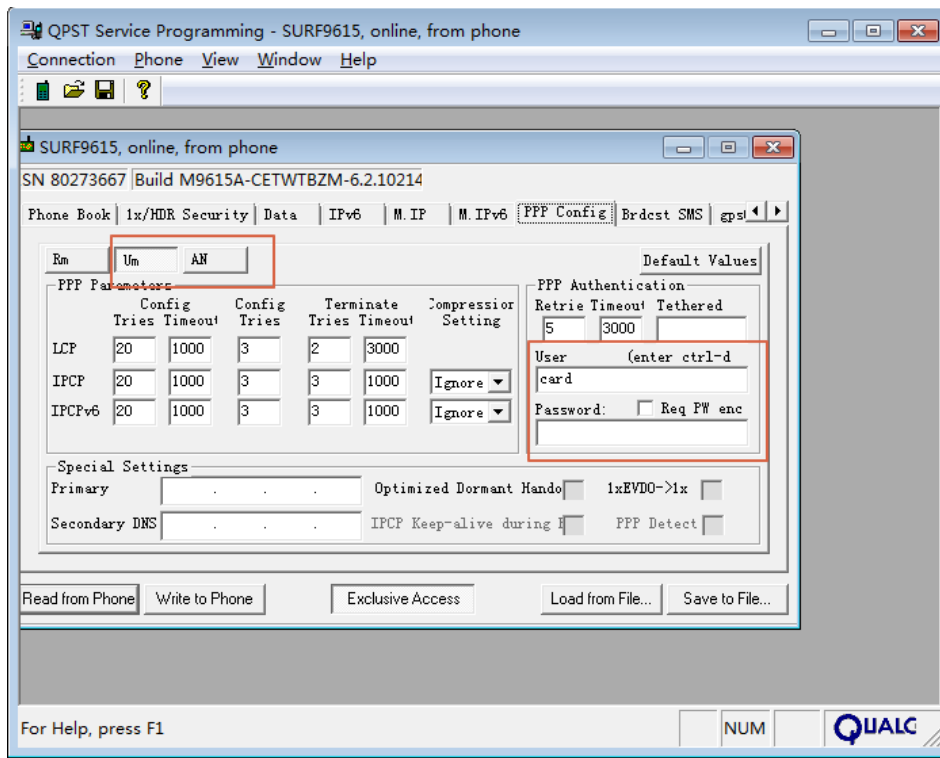 QPST Service Programming - SURF9615, online, from phone
Connection Phone View Window Help
SURF9615, online, from phone
SN 80273667 Build M9615A-CETWTBZM-6.2.10214
Phone Book 1x/HDR Security Data IPv6 M.IP M.IPv6 PPP Config Brdcst SMS gps
Rm Um AN Default Values
PPP Parameters PPP Authentication
Config Config Terminate Compression Retrie Timeout Tethered
Tries Timeout Tries Tries Timeout Setting
5 3000
LCP 20 1000 3 2 3000
User (enter ctrl-d
IPCP 20 1000 3 3 1000 Ignore card
IPCPv6 20 1000 3 3 1000 Ignore Password: Req PW enc
Special Settings
Primary . . . Optimized Dormant Hando 1xEVDO->1x
Secondary DNS . . . IPCP Keep-alive during PPP Detect
Read from Phone Write to Phone Exclusive Access Load from File... Save to File...
For Help, press F1 NUM QUALC